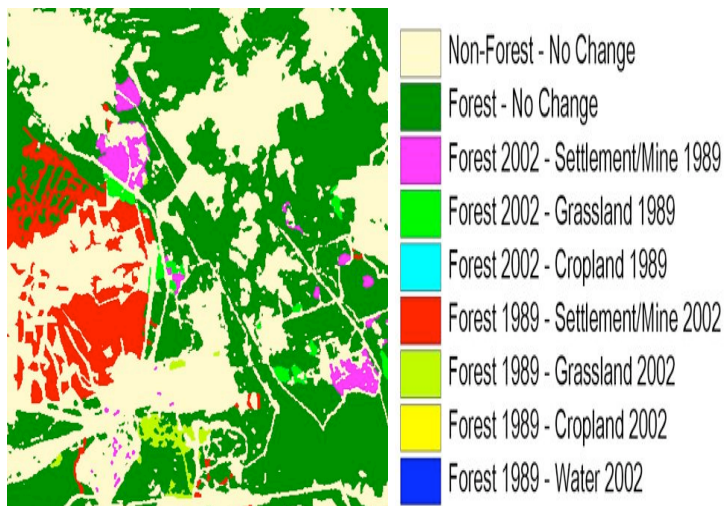 Non-Forest - No Change
Forest - No Change
Forest 2002 - Settlement/Mine 1989
Forest 2002 - Grassland 1989
Forest 2002 - Cropland 1989
Forest 1989 - Settlement/Mine 2002
Forest 1989 - Grassland 2002
Forest 1989 - Cropland 2002
Forest 1989 - Water 2002